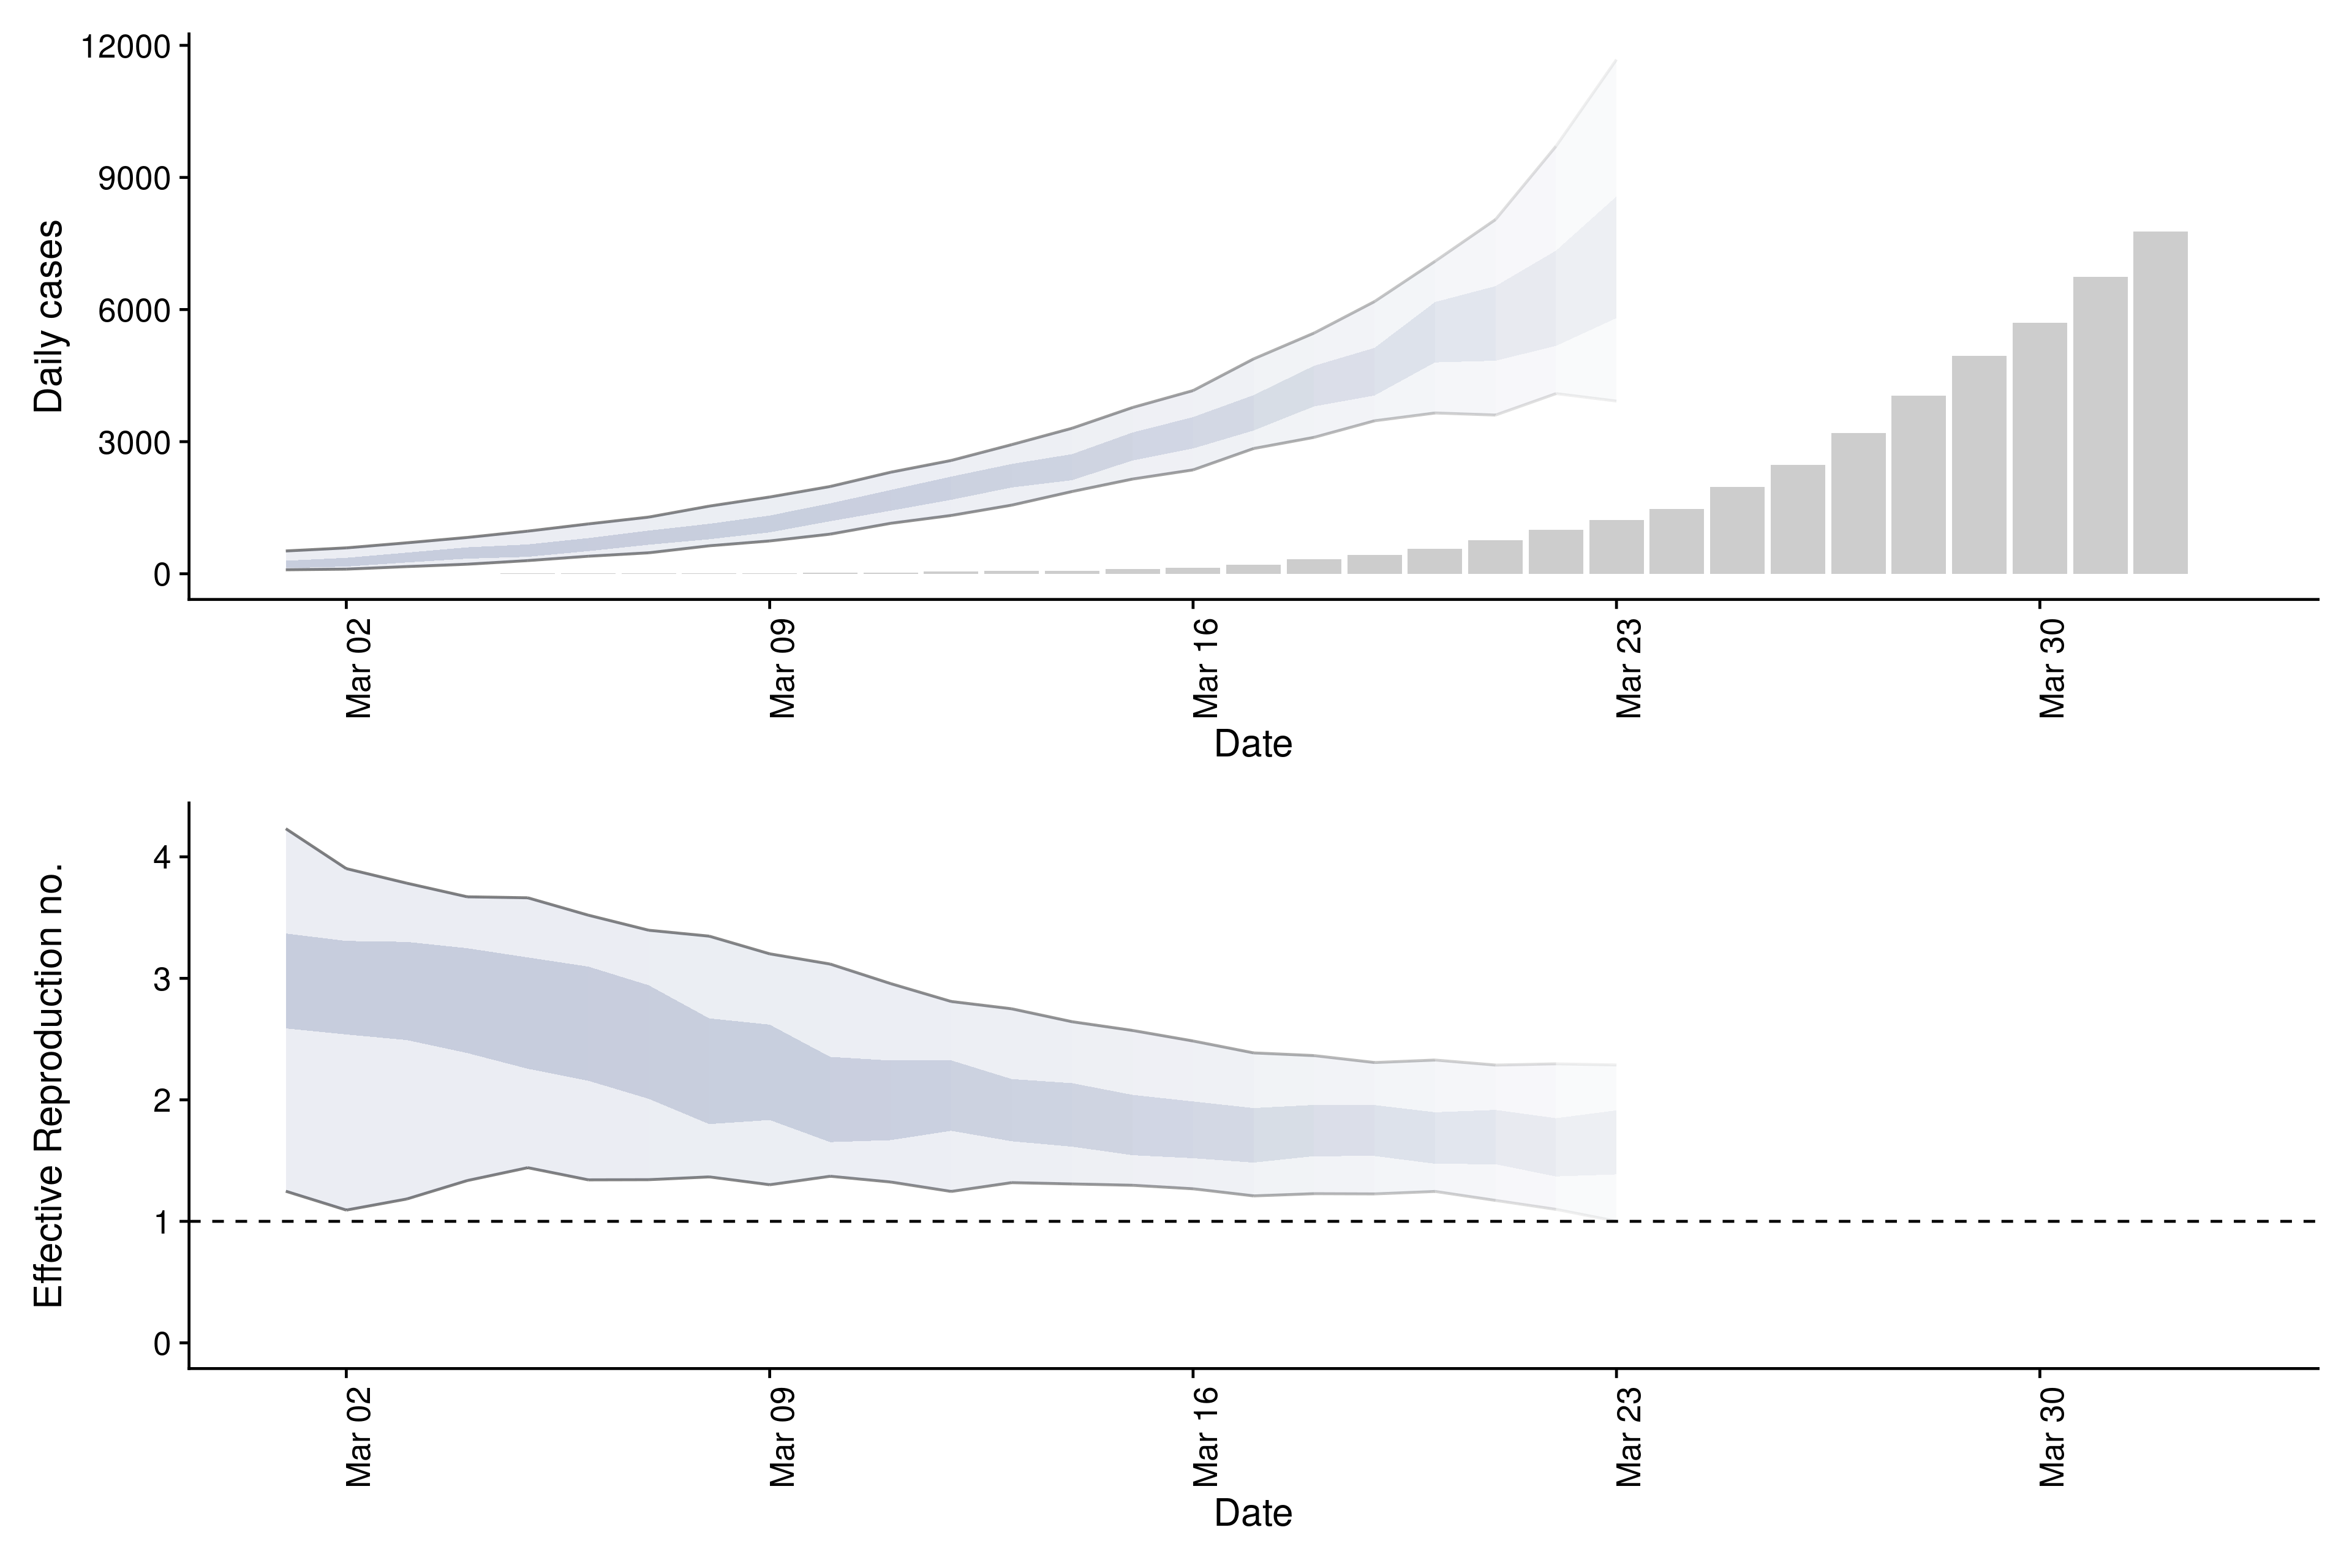 Daily cases
12000
9000
6000
3000
0
Mar 02
Mar 09
Mar 16
Mar 23
Mar 30
Date
Effective Reproduction no.
4
3
2
1
0
Mar 02
Mar 09
Mar 16
Mar 23
Mar 30
Date